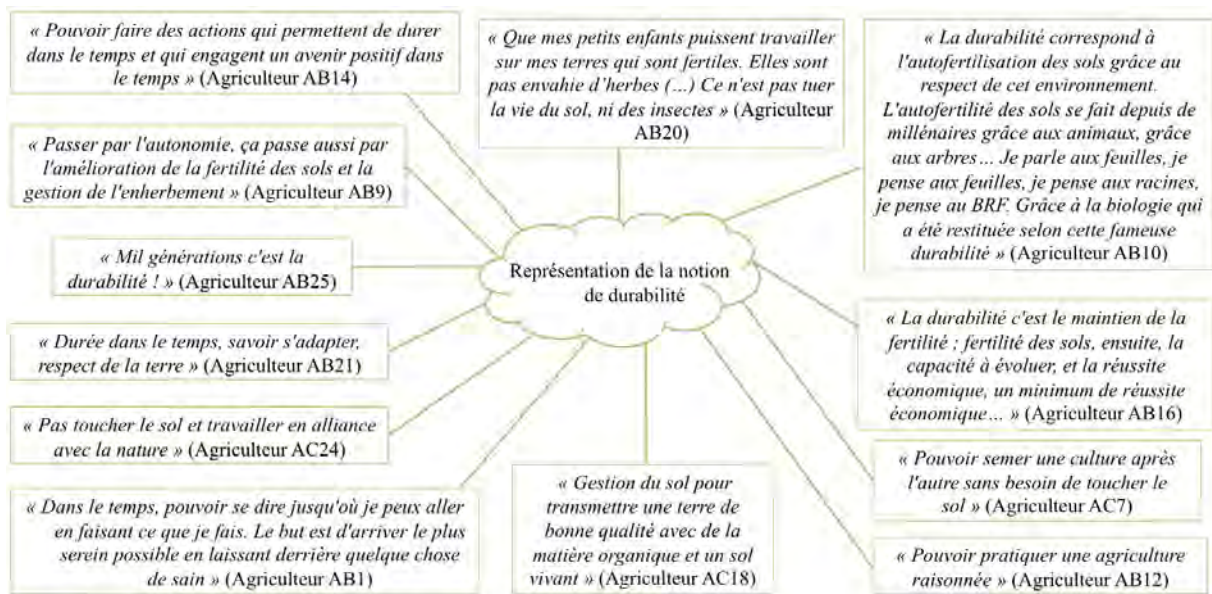 « Pouvoir faire des actions qui permettent de durer
dans le temps et qui engagent un avenir positif dans
le temps » (Agriculteur AB14)
« Que mes petits enfants puissent travailler
sur mes terres qui sont fertiles. Elles sont
pas envahie d'herbes (…) Ce n'est pas tuer
la vie du sol, ni des insectes » (Agriculteur
AB20)
« La durabilité correspond à
l'autofertilisation des sols grâce au
respect de cet environnement.
L'autofertilité des sols se fait depuis de
millénaires grâce aux animaux, grâce
aux arbres… Je parle aux feuilles, je
pense aux feuilles, je pense aux racines,
je pense au BRF. Grâce à la biologie qui
a été restituée selon cette fameuse
durabilité » (Agriculteur AB10)
« Passer par l'autonomie, ça passe aussi par
l'amélioration de la fertilité des sols et la
gestion de l'enherbement » (Agriculteur AB9)
« Mil générations c'est la
durabilité ! » (Agriculteur AB25)
Représentation de la notion
de durabilité
« Durée dans le temps, savoir s'adapter,
respect de la terre » (Agriculteur AB21)
« La durabilité c'est le maintien de la
fertilité ; fertilité des sols, ensuite, la
capacité à évoluer, et la réussite
économique, un minimum de réussite
économique… » (Agriculteur AB16)
« Pas toucher le sol et travailler en alliance
avec la nature » (Agriculteur AC24)
« Pouvoir semer une culture après
l'autre sans besoin de toucher le
sol » (Agriculteur AC7)
« Dans le temps, pouvoir se dire jusqu'où je peux aller
en faisant ce que je fais. Le but est d'arriver le plus
serein possible en laissant derrière quelque chose
de sain » (Agriculteur AB1)
« Gestion du sol pour
transmettre une terre de
bonne qualité avec de la
matière organique et un sol
vivant » (Agriculteur AC18)
« Pouvoir pratiquer une agriculture
raisonnée » (Agriculteur AB12)